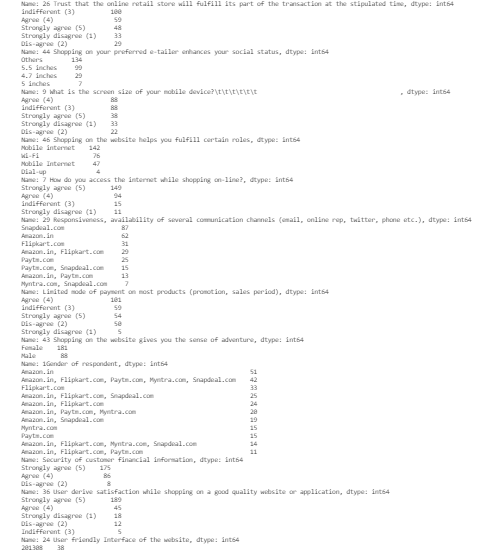 Name: 26 Trust that the online retail store will fulfill its part of the transaction at the stipulated time, dtype: int64
indifferent (3) 100
Agree (4) 59
Strongly agree (5) 48
Strongly disagree (1) 33
Dis-agree (2) 29
Name: 44 Shopping on your preferred e-tailer enhances your social status, dtype: int64
Others 134
5.5 inches 99
4.7 inches 29
5 inches 7
Name: 9 What is the screen size of your mobile device?\t\t\t\t\t\t , dtype: int64
Agree (4) 88
indifferent (3) 88
Strongly agree (5) 38
Strongly disagree (1) 33
Dis-agree (2) 22
Name: 46 Shopping on the website helps you fulfill certain roles, dtype: int64
Mobile internet 142
Wi-Fi 76
Mobile Internet 47
Dial-up 4
Name: 7 How do you access the internet while shopping on-line?, dtype: int64
Strongly agree (5) 149
Agree (4) 94
indifferent (3) 15
Strongly disagree (1) 11
Name: 29 Responsiveness, availability of several communication channels (email, online rep, twitter, phone etc.), dtype: int64
Snapdeal.com 87
Amazon.in 62
Flipkart.com 31
Amazon.in, Flipkart.com 29
Paytm.com 25
Paytm.com, Snapdeal.com 15
Amazon.in, Paytm.com 13
Myntra.com, Snapdeal.com 7
Name: Limited mode of payment on most products (promotion, sales period), dtype: int64
Agree (4) 101
indifferent (3) 59
Strongly agree (5) 54
Dis-agree (2) 50
Strongly disagree (1) 5
Name: 43 Shopping on the website gives you the sense of adventure, dtype: int64
Female 181
Male 88
Name: 1Gender of respondent, dtype: int64
Amazon.in 51
Amazon.in, Flipkart.com, Paytm.com, Myntra.com, Snapdeal.com 42
Flipkart.com 33
Amazon.in, Flipkart.com, Snapdeal.com 25
Amazon.in, Flipkart.com 24
Amazon.in, Paytm.com, Myntra.com 20
Amazon.in, Snapdeal.com 19
Myntra.com 15
Paytm.com 15
Amazon.in, Flipkart.com, Myntra.com, Snapdeal.com 14
Amazon.in, Flipkart.com, Paytm.com 11
Name: Security of customer financial information, dtype: int64
Strongly agree (5) 175
Agree (4) 86
Dis-agree (2) 8
Name: 36 User derive satisfaction while shopping on a good quality website or application, dtype: int64
Strongly agree (5) 189
Agree (4) 45
Strongly disagree (1) 18
Dis-agree (2) 12
Indifferent (3) 5
Name: 24 User friendly Interface of the website, dtype: int64
201308 38